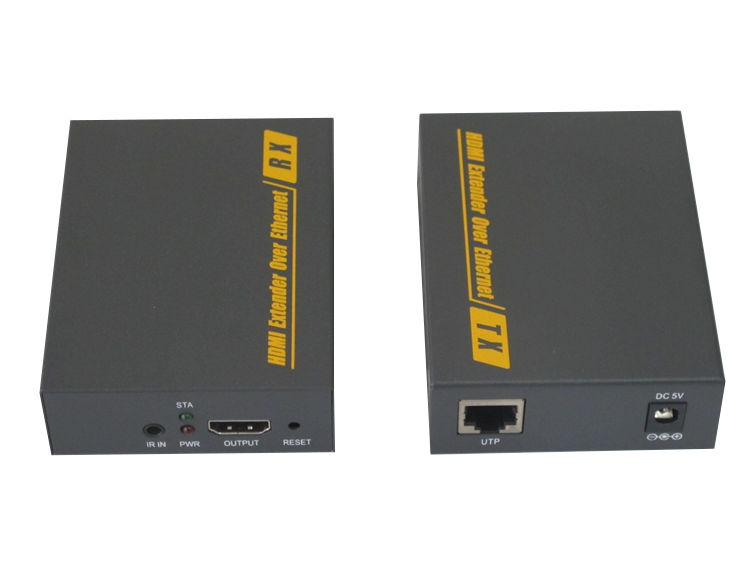 HDMI Extender Over Ethernet
RX
STA
IR IN
PWR
OUTPUT
RESET
HDMI Extender Over Ethernet
TX
UTP
DC 5V